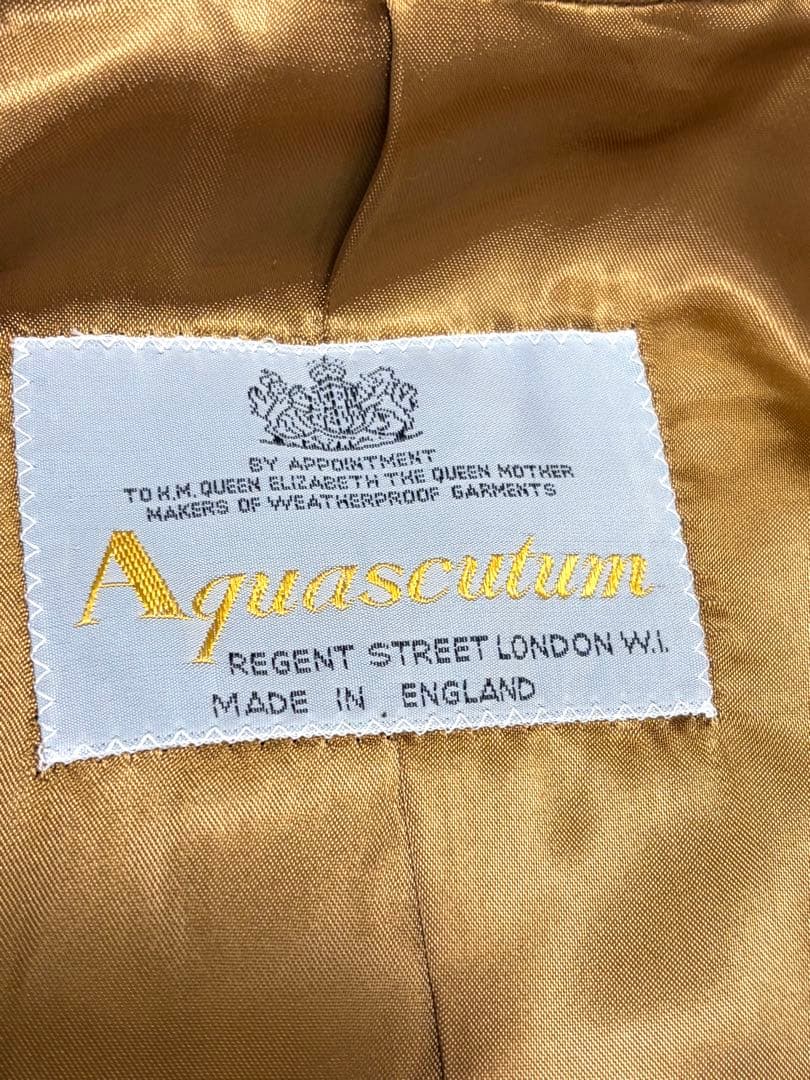 BY APPOINTMENT
TO H.M. QUEEN ELIZABETH THE QUEEN MOTHER
MAKERS OF WEATHERPROOF GARMENTS
Aquascutum
REGENT STREET LONDON W.I.
MADE IN ENGLAND